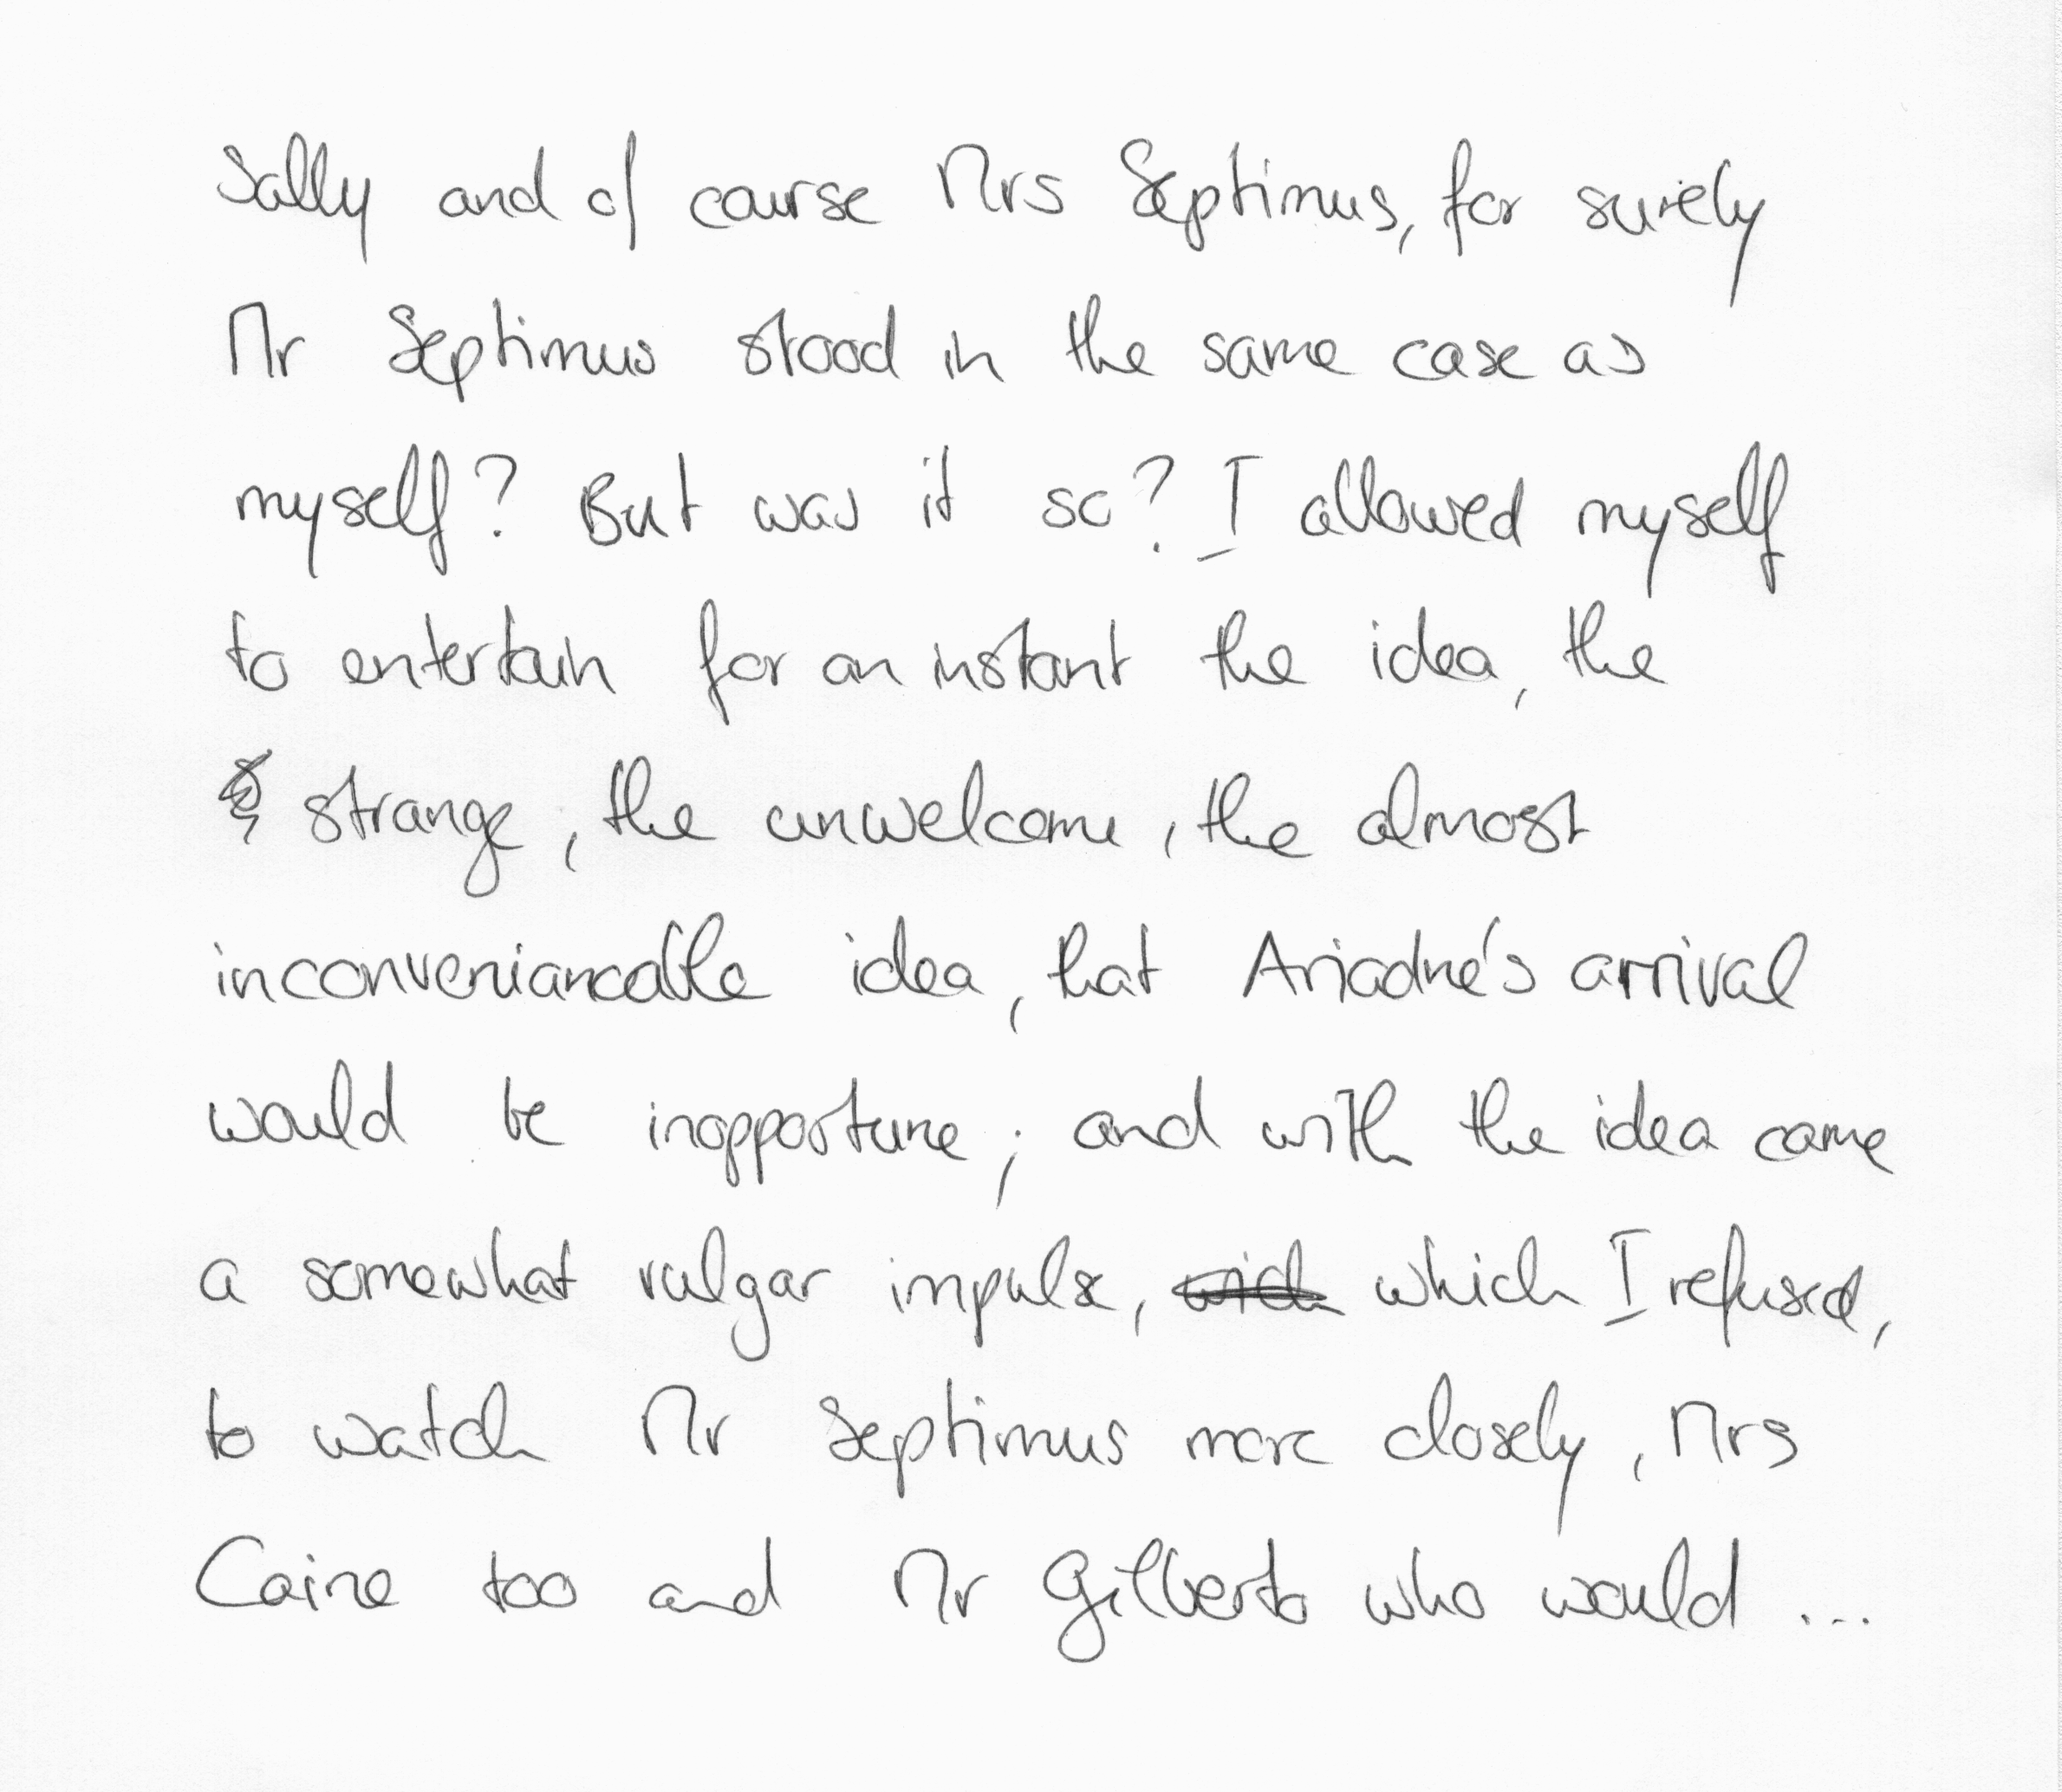 Sally and of course Mrs Septimus, for surely
Mr Septimus stood in the same case as
myself? But was it so? I allowed myself
to entertain for an instant the idea, the
strange, the unwelcome, the almost
inconvenianceable idea, that Ariadne's arrival
would be inopportune; and with the idea came
a somewhat vulgar impulse, which I refused,
to watch Mr Septimus more closely, Mrs
Caine too and Mr Gilberto who would ...